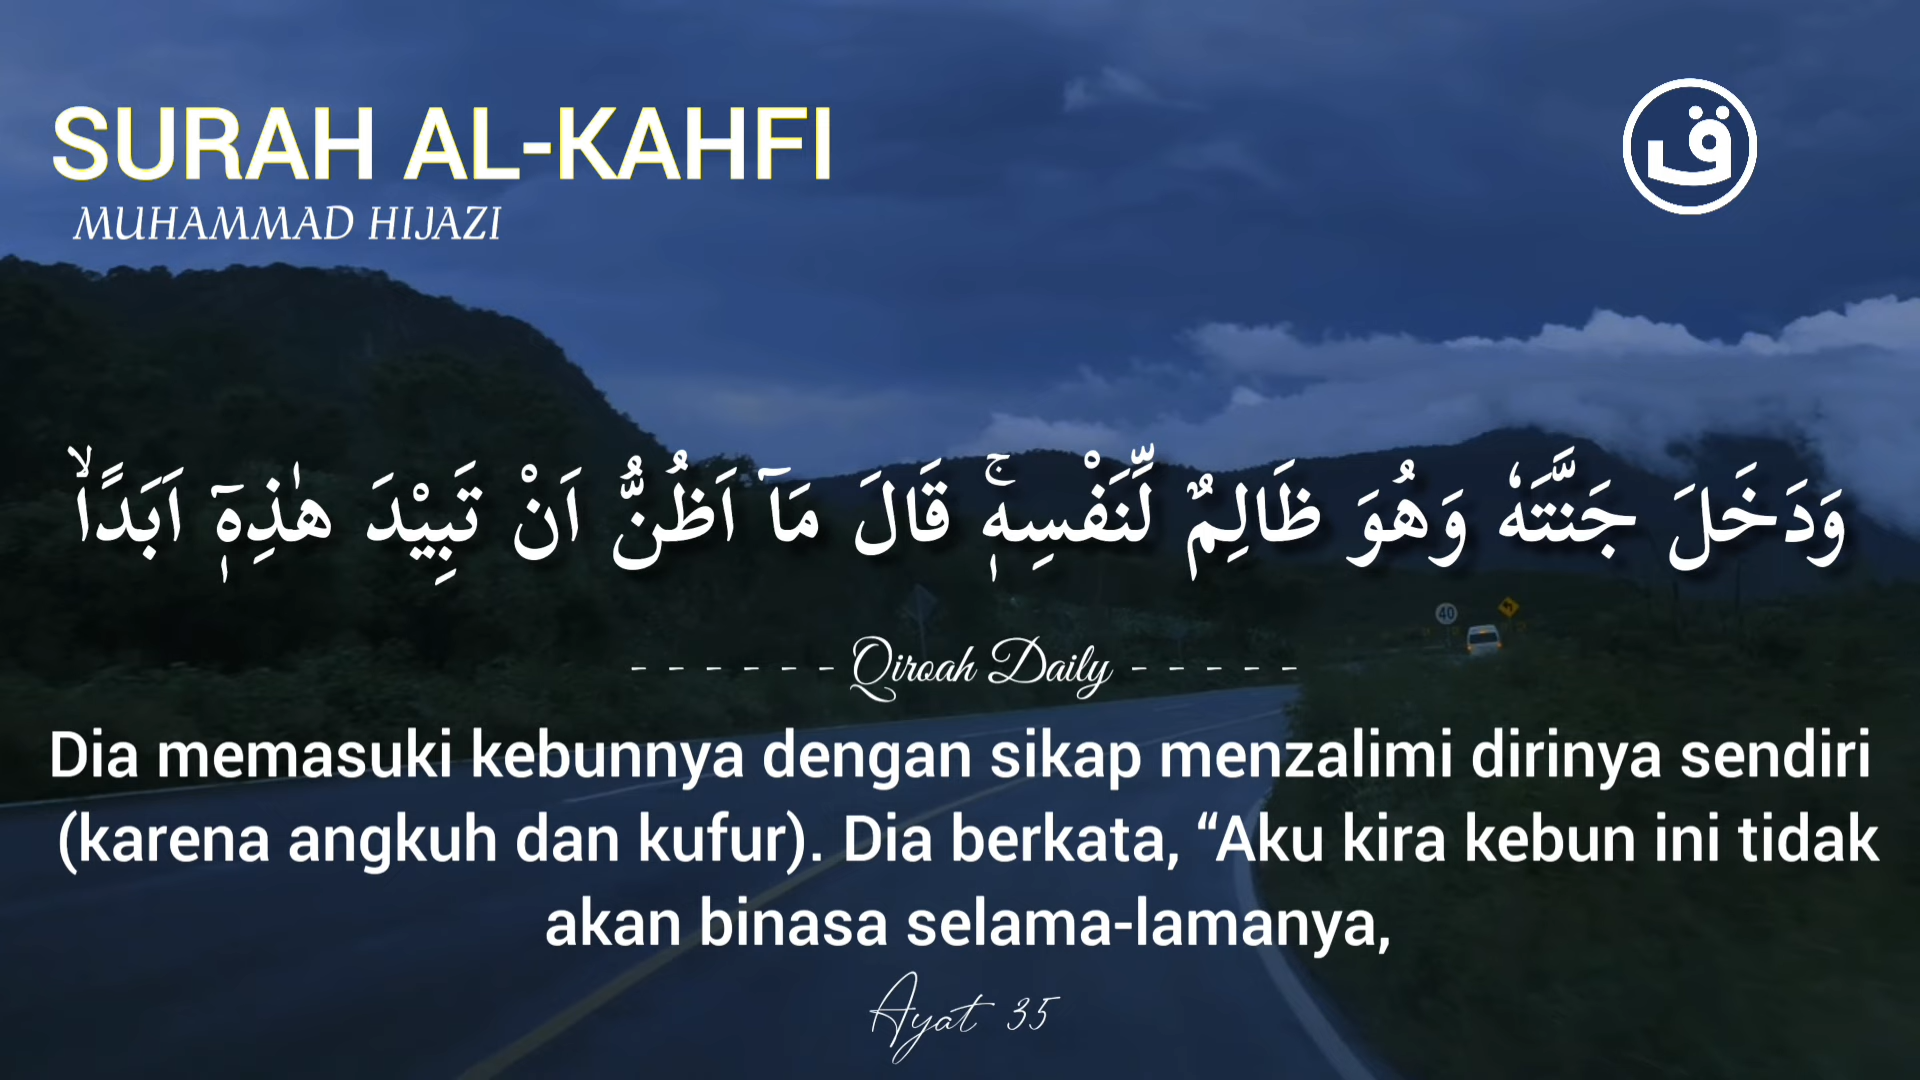 SURAH AL-KAHFI
MUHAMMAD HIJAZI
ق
وَدَخَلَ جَنَّتَهٗ وَهُوَ ظَالِمٌ لِّنَفْسِهٖۚ قَالَ مَآ اَظُنُّ اَنْ تَبِيْدَ هٰذِهٖٓ اَبَدًاۙ
40
- - - - - - Qiroah Daily - - - - -
Dia memasuki kebunnya dengan sikap menzalimi dirinya sendiri
(karena angkuh dan kufur). Dia berkata, “Aku kira kebun ini tidak
akan binasa selama-lamanya,
Ayat 35